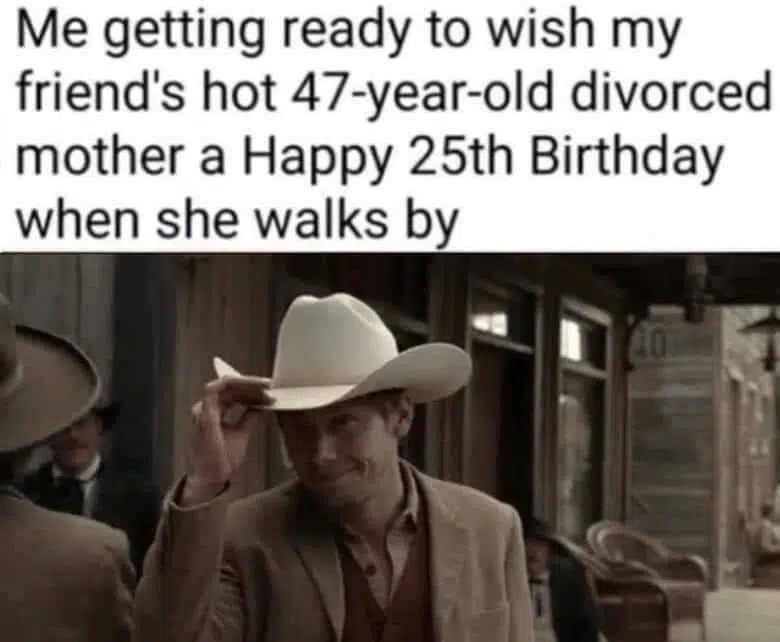 Me getting ready to wish my
friend's hot 47-year-old divorced
mother a Happy 25th Birthday
when she walks by
10